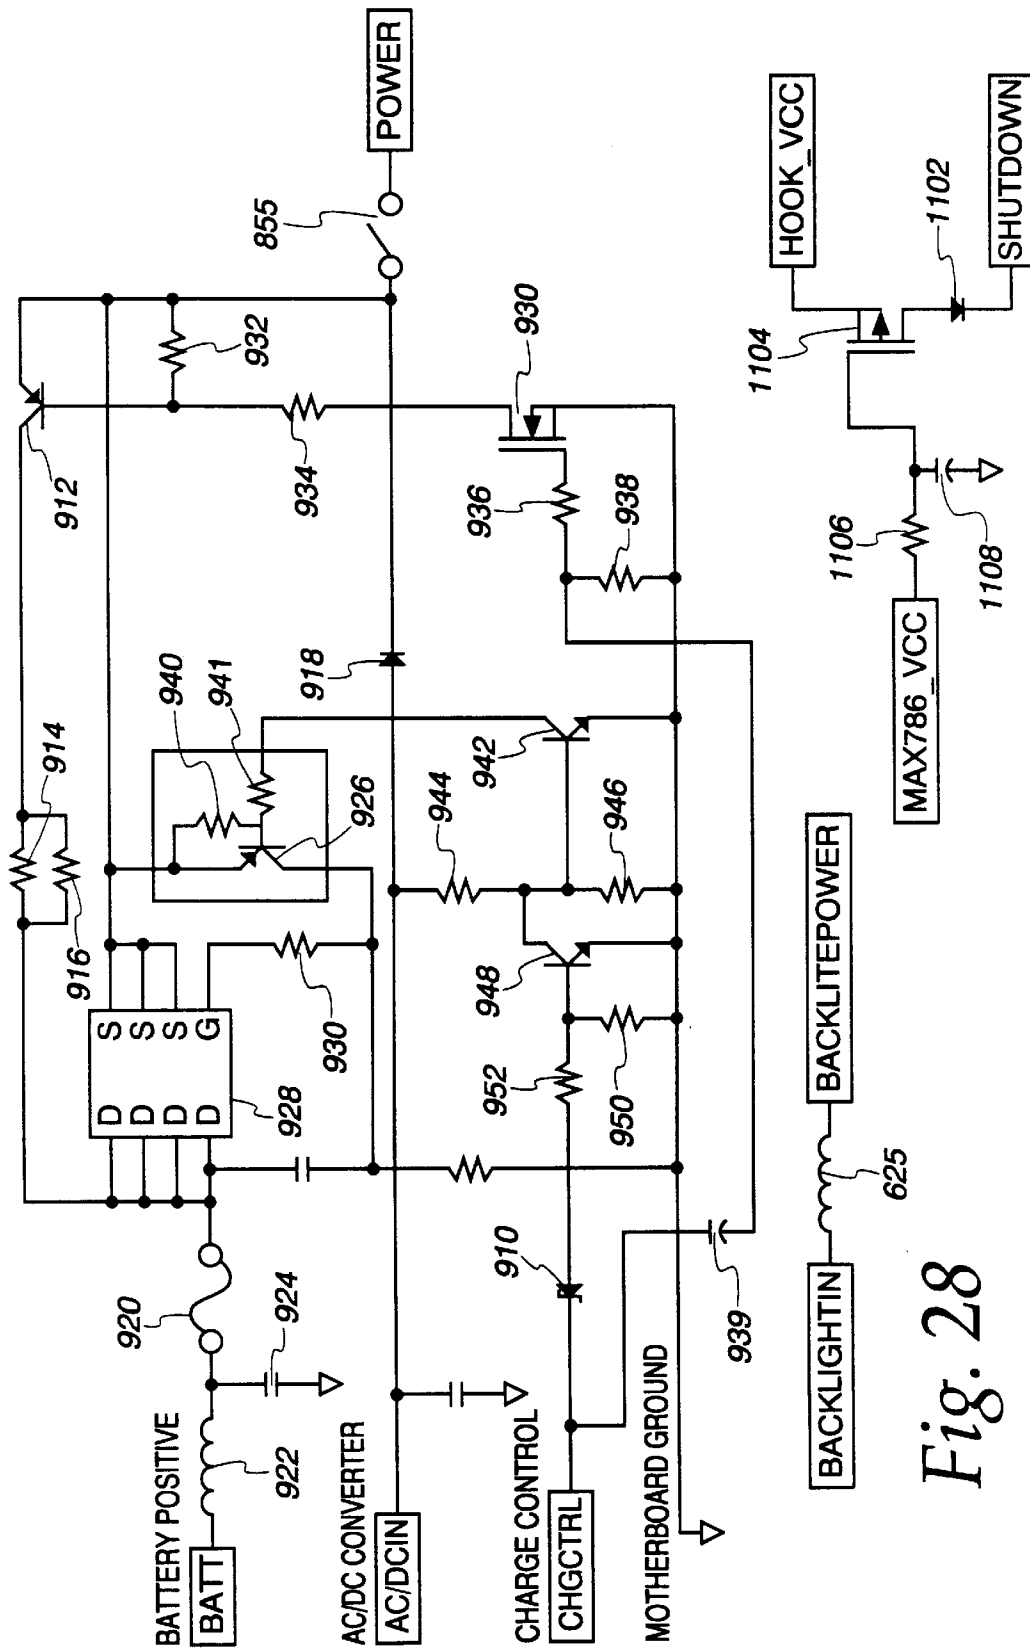 BATTERY POSITIVE
BATT
922
924
920
D
D
D
D
S
S
S
G
928
930
916
914
912
940
941
926
932
934
930
936
938
AC/DC CONVERTER
AC/DCIN
918
855
POWER
944
946
942
948
950
952
CHARGE CONTROL
CHGCTRL
910
939
MOTHERBOARD GROUND
BACKLIGHTIN
625
BACKLITEPOWER
MAX786_VCC
1106
1108
1104
1102
HOOK_VCC
SHUTDOWN
Fig. 28